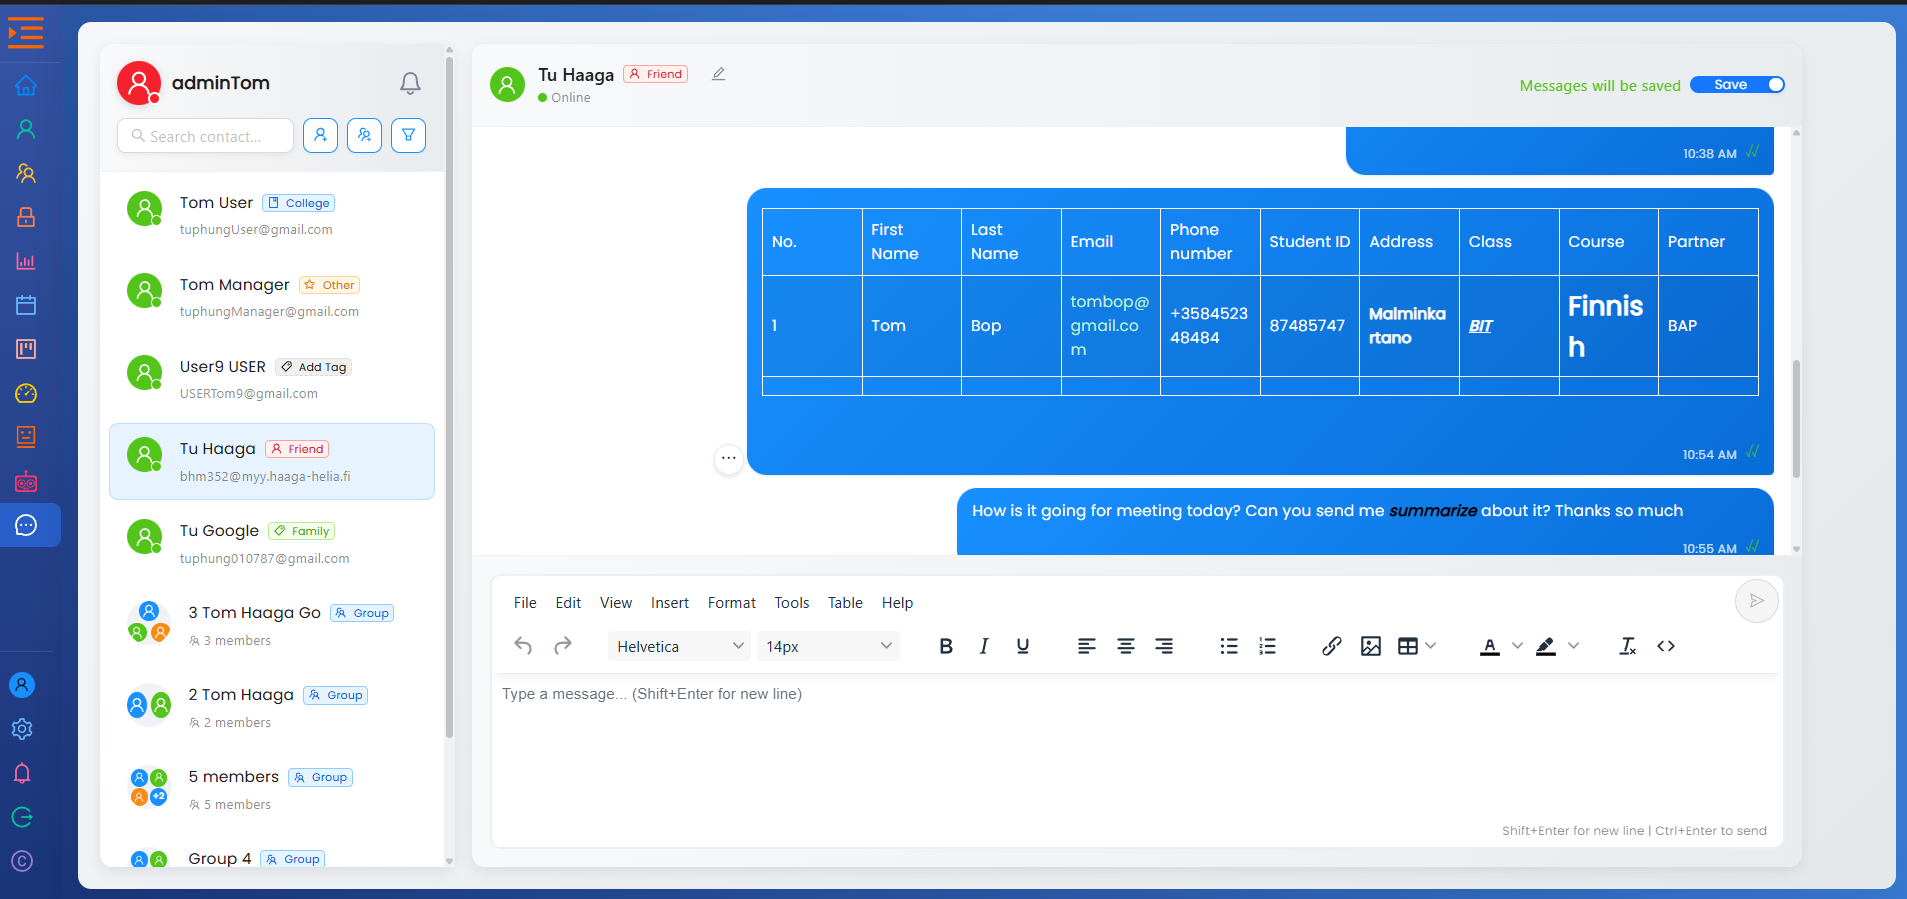 adminTom
Search contact...
Tom User College
tuphungUser@gmail.com
Tom Manager Other
tuphungManager@gmail.com
User9 USER Add Tag
USERTom9@gmail.com
Tu Haaga Friend
bhm352@myy.haaga-helia.fi
Tu Google Family
tuphung010787@gmail.com
3 Tom Haaga Go Group
3 members
2 Tom Haaga Group
2 members
5 members Group
+2
5 members
Group 4 Group
Tu Haaga Friend
Online
Messages will be saved Save
10:38 AM
No. First Name Last Name Email Phone number Student ID Address Class Course Partner
1 Tom Bop tombop@gmail.com +358452348484 87485747 Malminkartano BIT Finnish BAP
10:54 AM
How is it going for meeting today? Can you send me summarize about it? Thanks so much
10:55 AM
File Edit View Insert Format Tools Table Help
Helvetica 14px B I U A
Type a message... (Shift+Enter for new line)
Shift+Enter for new line | Ctrl+Enter to send